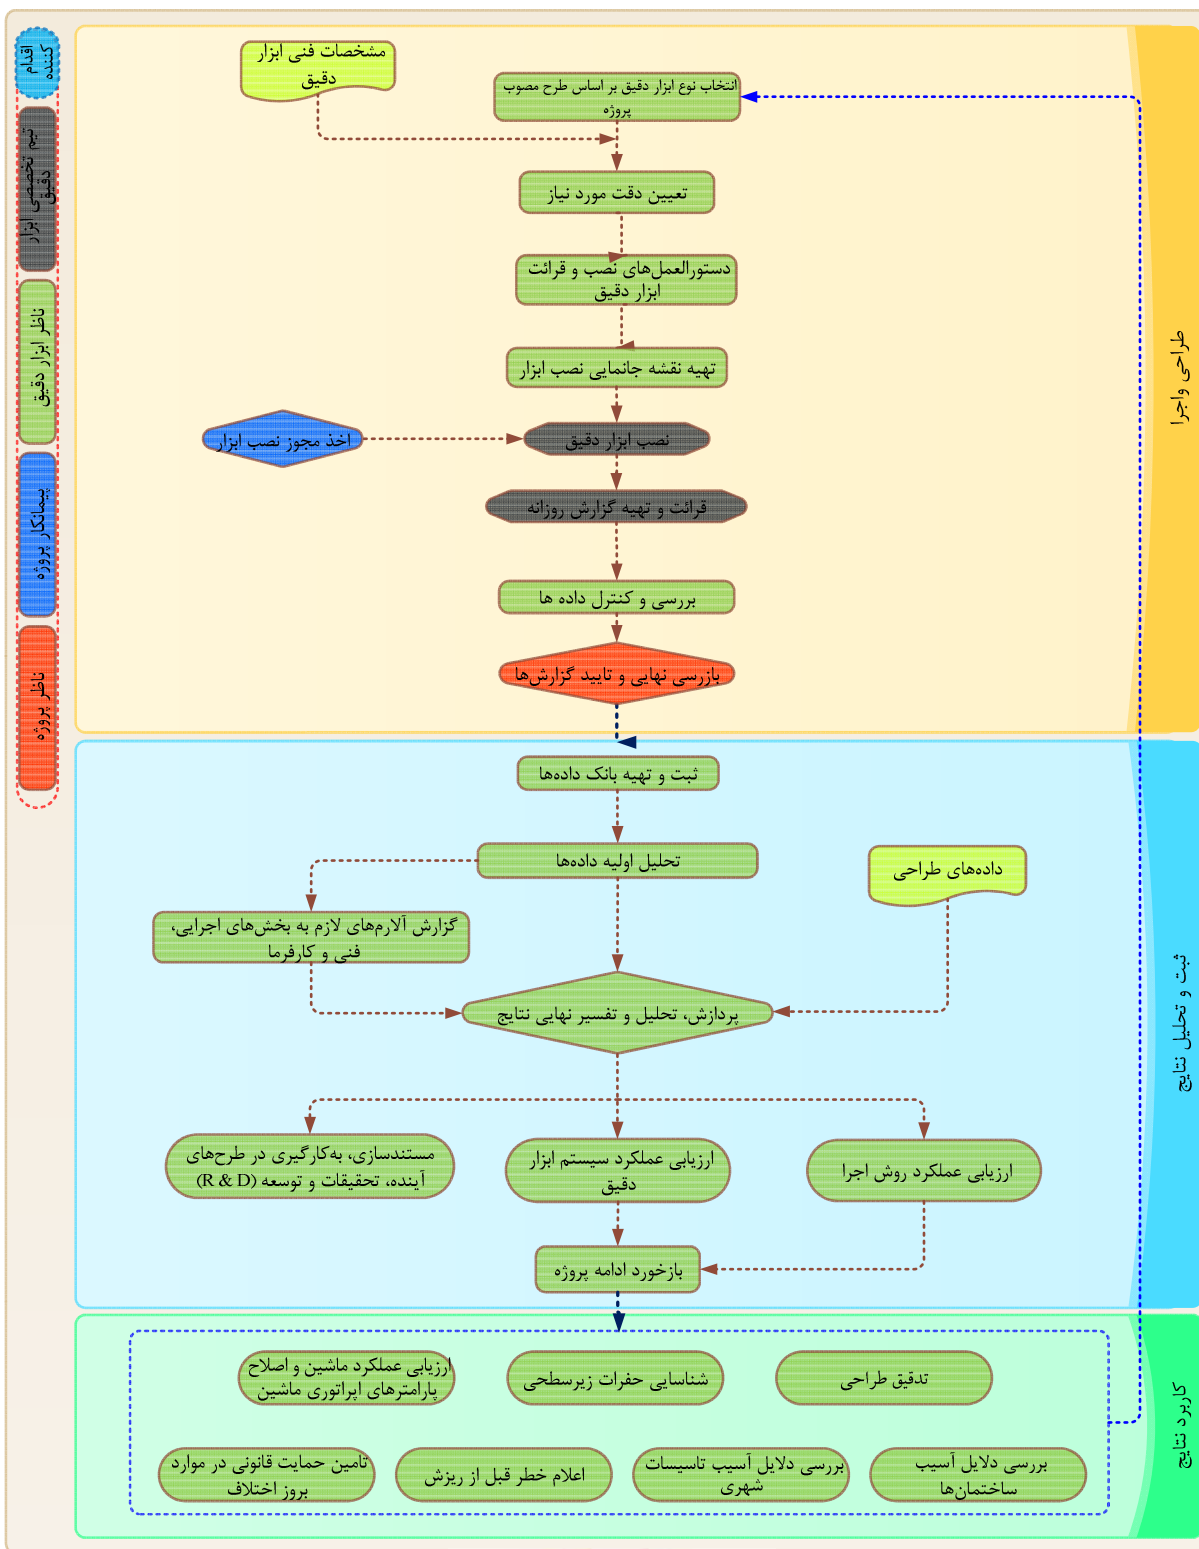 اقدام
کننده
تیم تخصصی ابزار
دقیق
ناظر ابزار دقیق
پیمانکار پروژه
ناظر پروژه
طراحی واجرا
مشخصات فنی ابزار
دقیق
انتخاب نوع ابزار دقیق بر اساس طرح مصوب
پروژه
تعیین دقت مورد نیاز
دستورالعمل‌های نصب و قرائت
ابزار دقیق
تهیه نقشه جانمایی نصب ابزار
اخذ مجوز نصب ابزار
نصب ابزار دقیق
قرائت و تهیه گزارش روزانه
بررسی و کنترل داده ها
بازرسی نهایی و تایید گزارش‌ها
ثبت و تحلیل نتایج
ثبت و تهیه بانک داده‌ها
تحلیل اولیه داده‌ها
داده‌های طراحی
گزارش آلارم‌های لازم به بخش‌های اجرایی،
فنی و کارفرما
پردازش، تحلیل و تفسیر نهایی نتایج
ارزیابی عملکرد روش اجرا
ارزیابی عملکرد سیستم ابزار
دقیق
مستندسازی، به‌کارگیری در طرح‌های
آینده، تحقیقات و توسعه (R & D)
بازخورد ادامه پروژه
کاربرد نتایج
تدقیق طراحی
شناسایی حفرات زیرسطحی
ارزیابی عملکرد ماشین و اصلاح
پارامترهای اپراتوری ماشین
بررسی دلایل آسیب
ساختمان‌ها
بررسی دلایل آسیب تاسیسات
شهری
اعلام خطر قبل از ریزش
تامین حمایت قانونی در موارد
بروز اختلاف